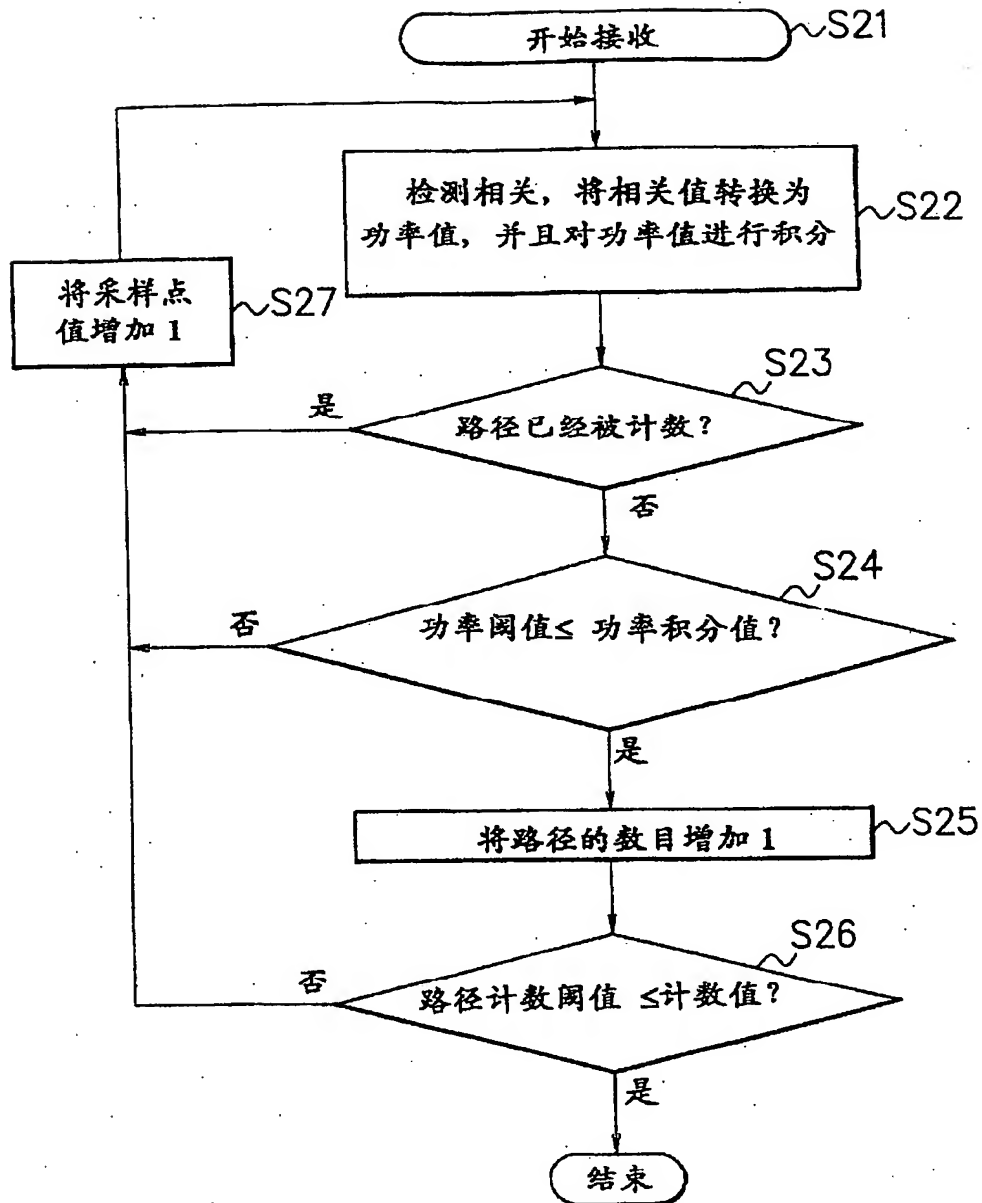 开始接收
S21
检测相关,将相关值转换为
功率值,并且对功率值进行积分
S22
将采样点
值增加 1
S27
S23
是
路径已经被计数?
否
S24
否
功率阈值≤ 功率积分值?
是
将路径的数目增加 1
S25
S26
否
路径计数阈值 ≤计数值?
是
结束